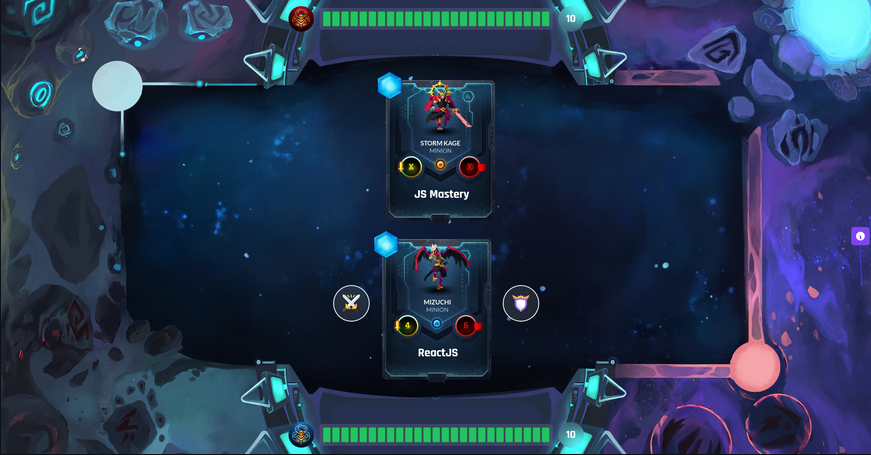 10
STORM KAGE
MINION
X X
JS Mastery
MIZUCHI
MINION
4 6
ReactJS
10